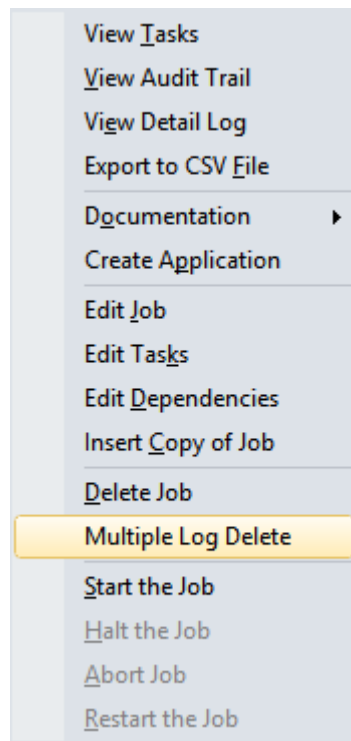 View Tasks
View Audit Trail
View Detail Log
Export to CSV File
Documentation
Create Application
Edit Job
Edit Tasks
Edit Dependencies
Insert Copy of Job
Delete Job
Multiple Log Delete
Start the Job
Halt the Job
Abort Job
Restart the Job